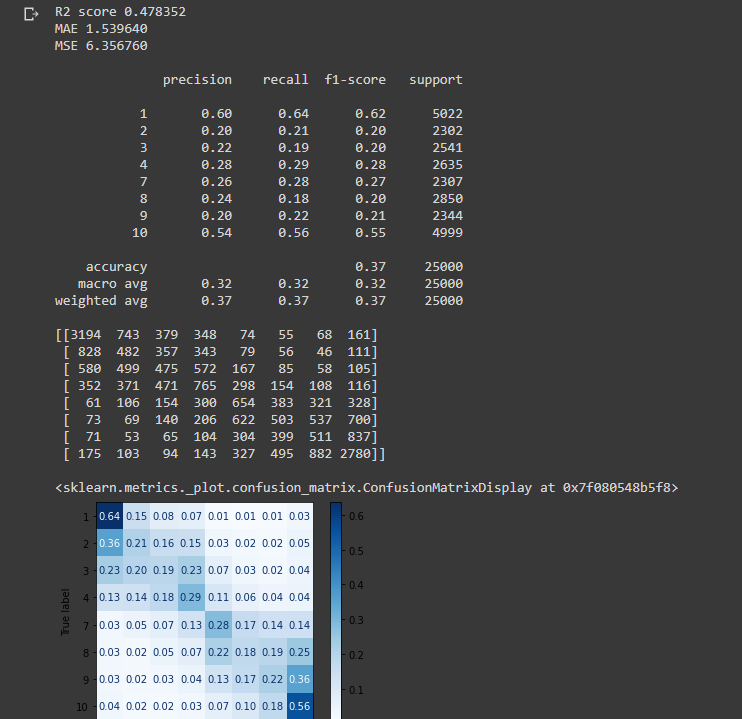 R2 score 0.478352
MAE 1.539640
MSE 6.356760
precision recall f1-score support
1 0.60 0.64 0.62 5022
2 0.20 0.21 0.20 2302
3 0.22 0.19 0.20 2541
4 0.28 0.29 0.28 2635
7 0.26 0.28 0.27 2307
8 0.24 0.18 0.20 2850
9 0.20 0.22 0.21 2344
10 0.54 0.56 0.55 4999
accuracy 0.37 25000
macro avg 0.32 0.32 0.32 25000
weighted avg 0.37 0.37 0.37 25000
[[3194 743 379 348 74 55 68 161]
[ 828 482 357 343 79 56 46 111]
[ 580 499 475 572 167 85 58 105]
[ 352 371 471 765 298 154 108 116]
[ 61 106 154 300 654 383 321 328]
[ 73 69 140 206 622 503 537 700]
[ 71 53 65 104 304 399 511 837]
[ 175 103 94 143 327 495 882 2780]]
<sklearn.metrics._plot.confusion_matrix.ConfusionMatrixDisplay at 0x7f080548b5f8>
1 0.64 0.15 0.08 0.07 0.01 0.01 0.01 0.03
2 0.36 0.21 0.16 0.15 0.03 0.02 0.02 0.05
3 0.23 0.20 0.19 0.23 0.07 0.03 0.02 0.04
4 0.13 0.14 0.18 0.29 0.11 0.06 0.04 0.04
7 0.03 0.05 0.07 0.13 0.28 0.17 0.14 0.14
8 0.03 0.02 0.05 0.07 0.22 0.18 0.19 0.25
9 0.03 0.02 0.03 0.04 0.13 0.17 0.22 0.36
10 0.04 0.02 0.02 0.03 0.07 0.10 0.18 0.56
True label
0.6
0.5
0.4
0.3
0.2
0.1